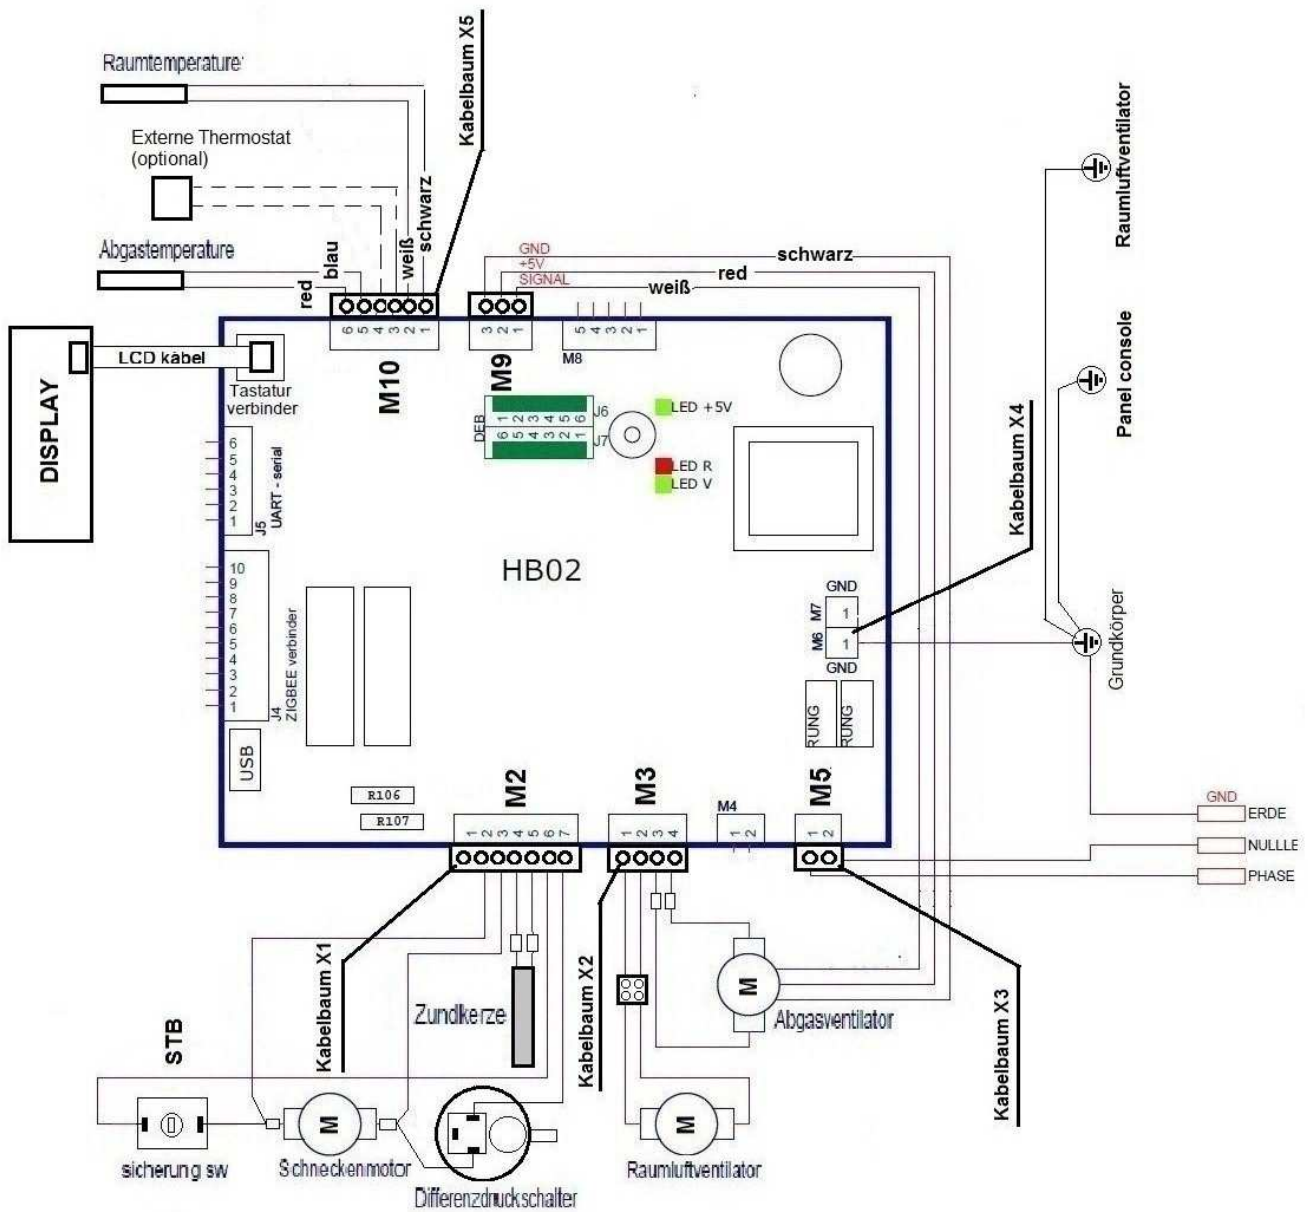 Raumtemperature
Externe Thermostat
(optional)
Abgastemperature
red
blau
weiß
schwarz
Kabelbaum X5
GND
+5V
SIGNAL
schwarz
red
weiß
Raumluftventilator
Panel console
Kabelbaum X4
Grundkörper
DISPLAY
LCD kábel
Tastatur
verbinder
6 5 4 3 2 1
M10
3 2 1
M9
5 4 3 2 1
M8
DEB
1 2 3 4 5 6
J6
6 5 4 3 2 1
J7
LED +5V
LED R
LED V
6
5
4
3
2
1
J5
UART - serial
10
9
8
7
6
5
4
3
2
1
J4
ZIGBEE verbinder
USB
HB02
GND
M7
1
M6
1
GND
RUNG
RUNG
R106
R107
M2
1 2 3 4 5 6 7
M3
1 2 3 4
M4
1 2
M5
1 2
GND
ERDE
NULLLE
PHASE
Kabelbaum X1
Kabelbaum X2
Kabelbaum X3
STB
sicherung sw
M
Schneckenmotor
Zundkerze
Differenzdruckschalter
M
Raumluftventilator
M
Abgasventilator